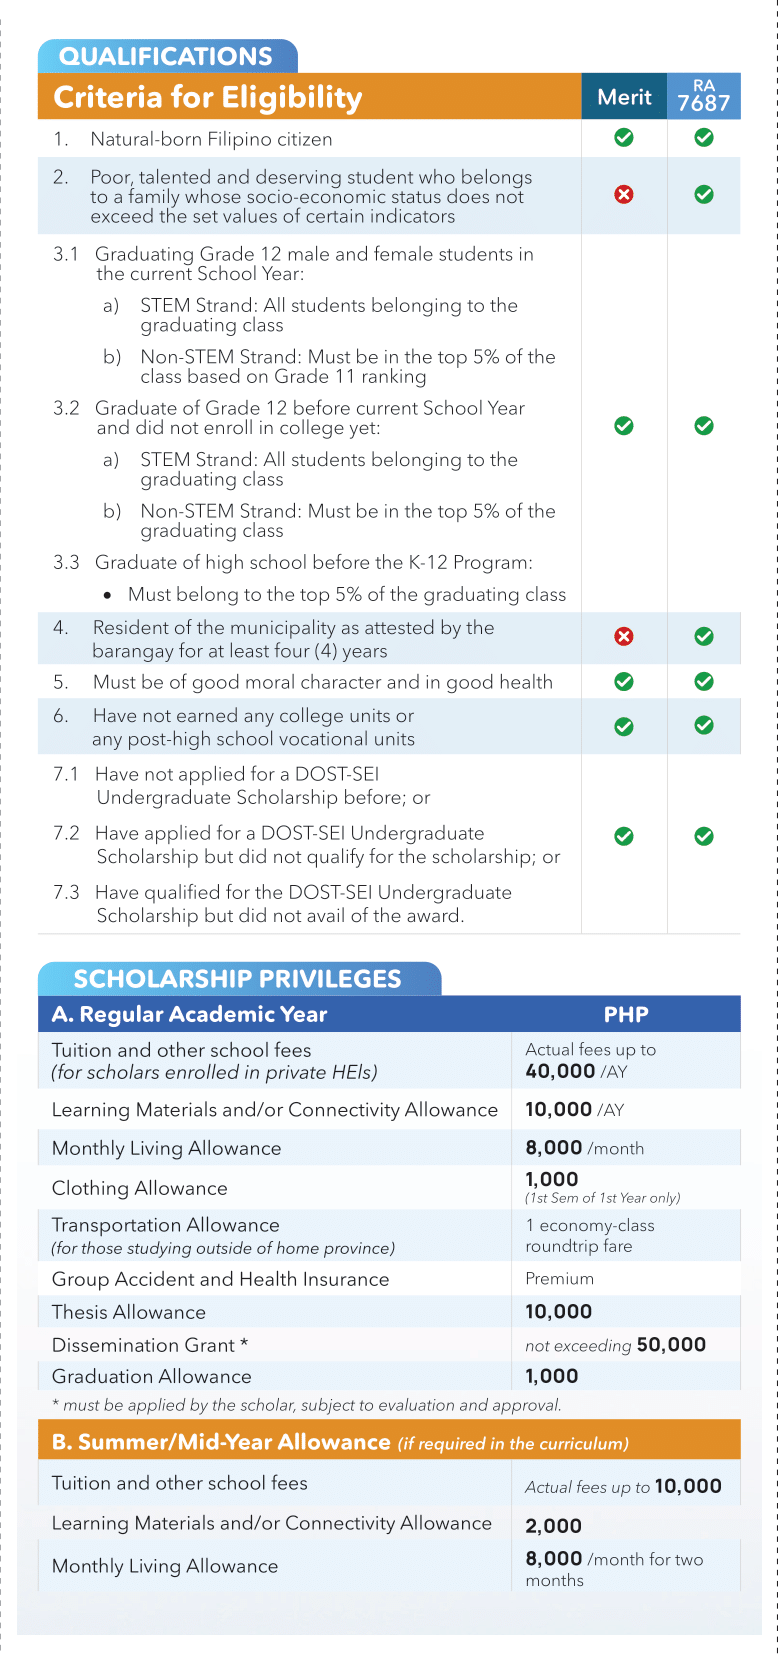 QUALIFICATIONS
Criteria for Eligibility
Merit
RA
7687
1. Natural-born Filipino citizen
2. Poor, talented and deserving student who belongs
to a family whose socio-economic status does not
exceed the set values of certain indicators
3.1 Graduating Grade 12 male and female students in
the current School Year:
a) STEM Strand: All students belonging to the
graduating class
b) Non-STEM Strand: Must be in the top 5% of the
class based on Grade 11 ranking
3.2 Graduate of Grade 12 before current School Year
and did not enroll in college yet:
a) STEM Strand: All students belonging to the
graduating class
b) Non-STEM Strand: Must be in the top 5% of the
graduating class
3.3 Graduate of high school before the K-12 Program:
• Must belong to the top 5% of the graduating class
4. Resident of the municipality as attested by the
barangay for at least four (4) years
5. Must be of good moral character and in good health
6. Have not earned any college units or
any post-high school vocational units
7.1 Have not applied for a DOST-SEI
Undergraduate Scholarship before; or
7.2 Have applied for a DOST-SEI Undergraduate
Scholarship but did not qualify for the scholarship; or
7.3 Have qualified for the DOST-SEI Undergraduate
Scholarship but did not avail of the award.
SCHOLARSHIP PRIVILEGES
A. Regular Academic Year PHP
Tuition and other school fees
(for scholars enrolled in private HEIs)
Actual fees up to
40,000 /AY
Learning Materials and/or Connectivity Allowance 10,000 /AY
Monthly Living Allowance 8,000 /month
Clothing Allowance
1,000
(1st Sem of 1st Year only)
Transportation Allowance
(for those studying outside of home province)
1 economy-class
roundtrip fare
Group Accident and Health Insurance Premium
Thesis Allowance 10,000
Dissemination Grant * not exceeding 50,000
Graduation Allowance 1,000
* must be applied by the scholar, subject to evaluation and approval.
B. Summer/Mid-Year Allowance (if required in the curriculum)
Tuition and other school fees Actual fees up to 10,000
Learning Materials and/or Connectivity Allowance 2,000
Monthly Living Allowance
8,000 /month for two
months